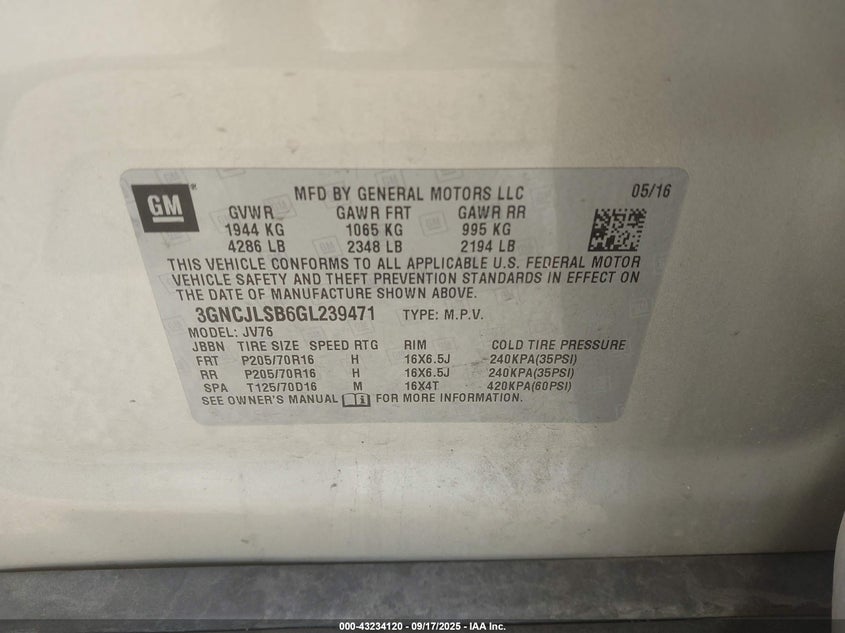 GM
MFD BY GENERAL MOTORS LLC 05/16
GVWR GAWR FRT GAWR RR
1944 KG 1065 KG 995 KG
4286 LB 2348 LB 2194 LB
THIS VEHICLE CONFORMS TO ALL APPLICABLE U.S. FEDERAL MOTOR
VEHICLE SAFETY AND THEFT PREVENTION STANDARDS IN EFFECT ON
THE DATE OF MANUFACTURE SHOWN ABOVE.
3GNCJLSB6GL239471 TYPE: M.P.V.
MODEL: JV76
JBBN TIRE SIZE SPEED RTG RIM COLD TIRE PRESSURE
FRT P205/70R16 H 16X6.5J 240KPA(35PSI)
RR P205/70R16 H 16X6.5J 240KPA(35PSI)
SPA T125/70D16 M 16X4T 420KPA(60PSI)
SEE OWNER'S MANUAL i FOR MORE INFORMATION.
000-43234120 - 09/17/2025 - IAA Inc.